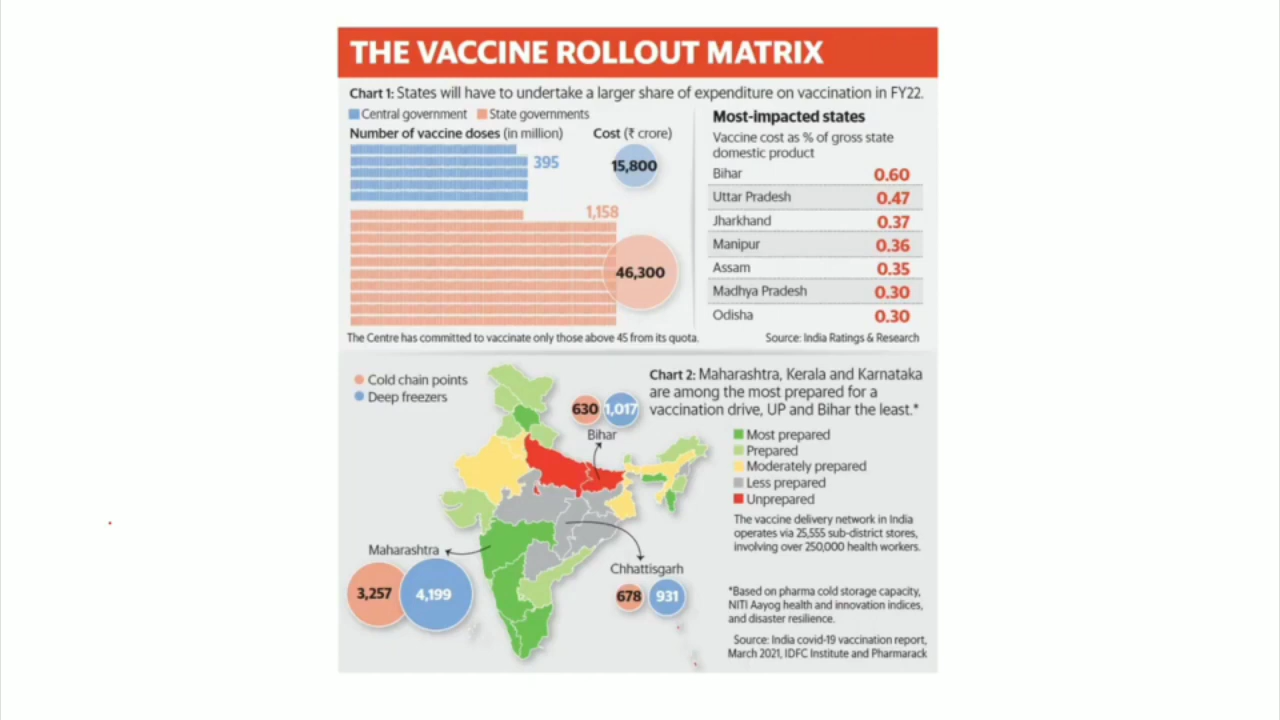 THE VACCINE ROLLOUT MATRIX
Chart 1: States will have to undertake a larger share of expenditure on vaccination in FY22.
Central government State governments
Number of vaccine doses (in million) Cost (₹ crore)
395
15,800
1,158
46,300
The Centre has committed to vaccinate only those above 45 from its quota.
Most-impacted states
Vaccine cost as % of gross state
domestic product
Bihar 0.60
Uttar Pradesh 0.47
Jharkhand 0.37
Manipur 0.36
Assam 0.35
Madhya Pradesh 0.30
Odisha 0.30
Source: India Ratings & Research
Cold chain points
Deep freezers
Chart 2: Maharashtra, Kerala and Karnataka
are among the most prepared for a
vaccination drive, UP and Bihar the least.*
630 1,017
Bihar
Most prepared
Prepared
Moderately prepared
Less prepared
Unprepared
The vaccine delivery network in India
operates via 25,555 sub-district stores,
involving over 250,000 health workers.
Maharashtra
3,257 4,199
Chhattisgarh
678 931
*Based on pharma cold storage capacity,
NITI Aayog health and innovation indices,
and disaster resilience.
Source: India covid-19 vaccination report,
March 2021, IDFC Institute and Pharmarack